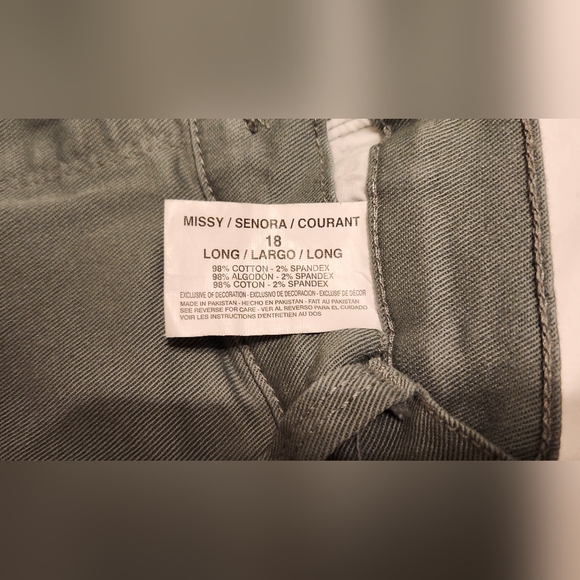 MISSY / SENORA / COURANT
18
LONG / LARGO / LONG
98% COTTON - 2% SPANDEX
98% ALGODON - 2% SPANDEX
98% COTON - 2% SPANDEX
EXCLUSIVE OF DECORATION - EXCLUSIVO DE DECORACION - EXCLUSIF DE DÉCOR
MADE IN PAKISTAN - HECHO EN PAKISTAN - FAIT AU PAKISTAN
SEE REVERSE FOR CARE - VER AL REVERSO PARA EL CUIDADO
VOIR LES INSTRUCTIONS D'ENTRETIEN AU DOS